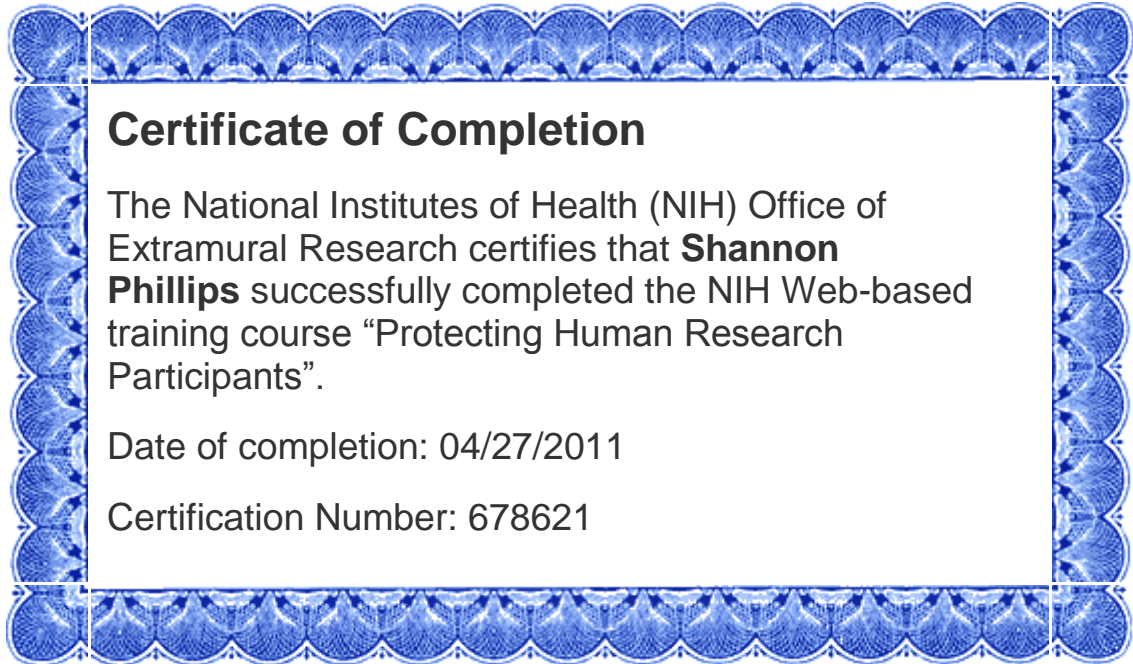 Certificate of Completion
The National Institutes of Health (NIH) Office of
Extramural Research certifies that Shannon
Phillips successfully completed the NIH Web-based
training course “Protecting Human Research
Participants”.
Date of completion: 04/27/2011
Certification Number: 678621